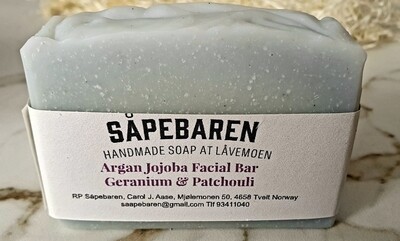 SÅPEBAREN
HANDMADE SOAP AT LÅVEMOEN
Argan Jojoba Facial Bar
Geranium & Patchouli
RP Såpebaren, Carol J. Aase, Mjølemonen 50, 4658 Tveit Norway
saapebaren@gmail.com Tlf 93411040